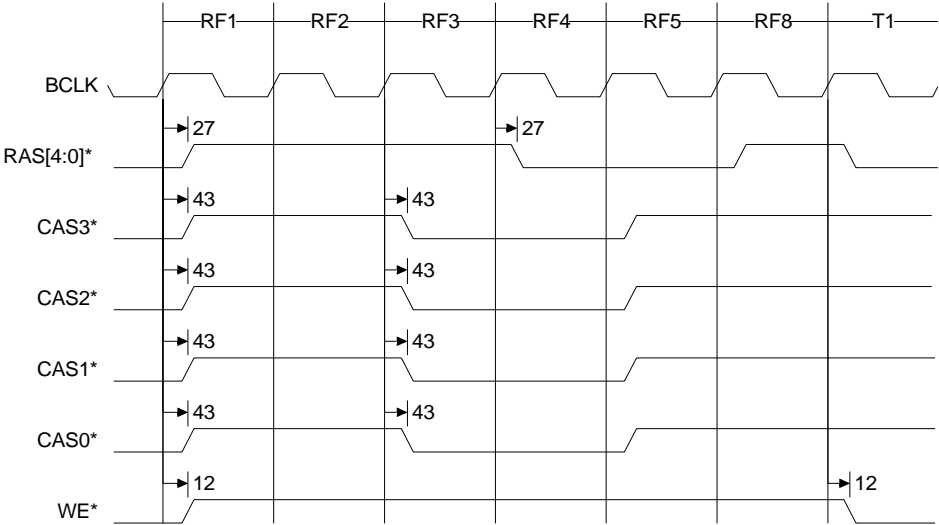 RF1 RF2 RF3 RF4 RF5 RF8 T1
BCLK
27 27
RAS[4:0]*
43 43
CAS3*
43 43
CAS2*
43 43
CAS1*
43 43
CAS0*
12 12
WE*